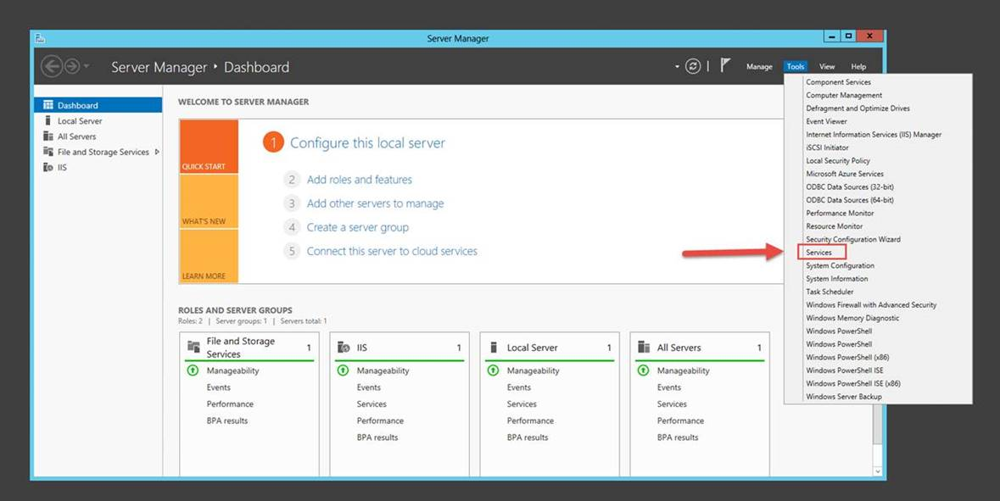 Server Manager
Server Manager • Dashboard
Manage Tools View Help
Component Services
Computer Management
Defragment and Optimize Drives
Event Viewer
Internet Information Services (IIS) Manager
iSCSI Initiator
Local Security Policy
Microsoft Azure Services
ODBC Data Sources (32-bit)
ODBC Data Sources (64-bit)
Performance Monitor
Resource Monitor
Security Configuration Wizard
Services
System Configuration
System Information
Task Scheduler
Windows Firewall with Advanced Security
Windows Memory Diagnostic
Windows PowerShell
Windows PowerShell
Windows PowerShell (x86)
Windows PowerShell ISE
Windows PowerShell ISE (x86)
Windows Server Backup
Dashboard
Local Server
All Servers
File and Storage Services
IIS
WELCOME TO SERVER MANAGER
QUICK START
WHAT'S NEW
LEARN MORE
1 Configure this local server
2 Add roles and features
3 Add other servers to manage
4 Create a server group
5 Connect this server to cloud services
ROLES AND SERVER GROUPS
Roles: 2 | Server groups: 1 | Servers total: 1
File and Storage
Services 1
Manageability
Events
Performance
BPA results
IIS 1
Manageability
Events
Services
Performance
BPA results
Local Server 1
Manageability
Events
Services
Performance
BPA results
All Servers 1
Manageability
Events
Services
Performance
BPA results